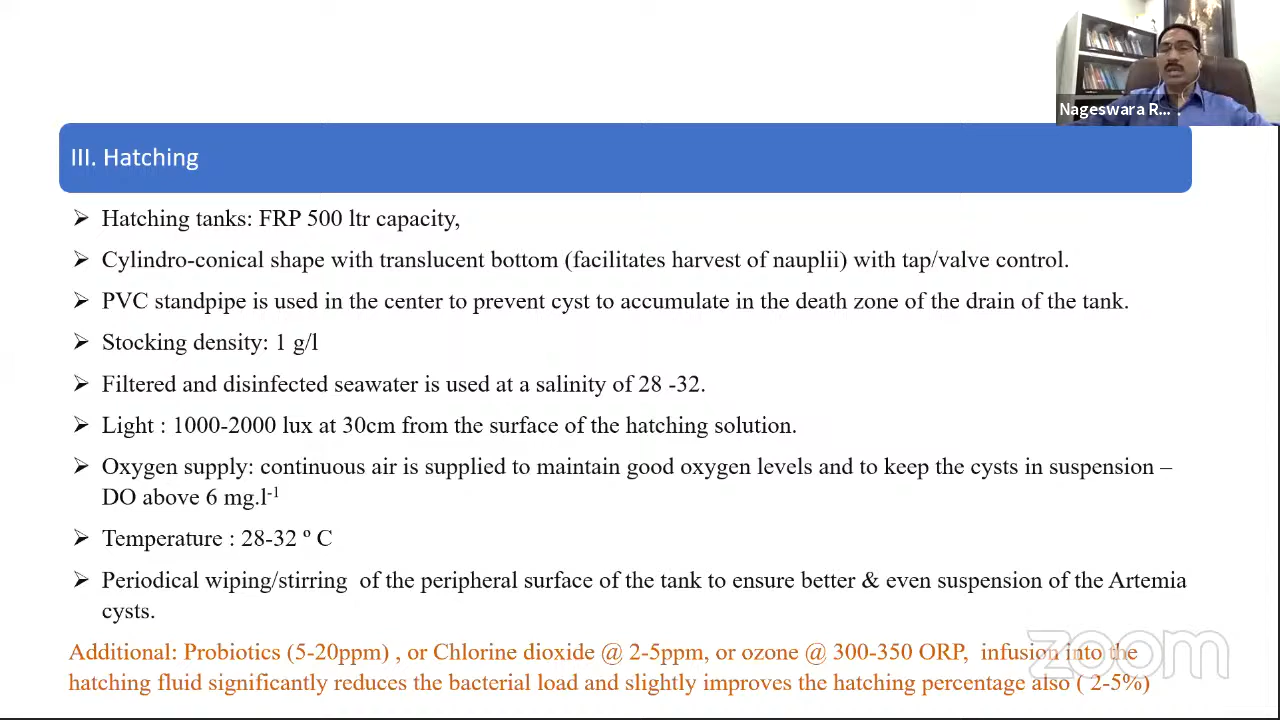 Nageswara R...
III. Hatching
➢ Hatching tanks: FRP 500 ltr capacity,
➢ Cylindro-conical shape with translucent bottom (facilitates harvest of nauplii) with tap/valve control.
➢ PVC standpipe is used in the center to prevent cyst to accumulate in the death zone of the drain of the tank.
➢ Stocking density: 1 g/l
➢ Filtered and disinfected seawater is used at a salinity of 28 -32.
➢ Light : 1000-2000 lux at 30cm from the surface of the hatching solution.
➢ Oxygen supply: continuous air is supplied to maintain good oxygen levels and to keep the cysts in suspension –
DO above 6 mg.l-1
➢ Temperature : 28-32 º C
➢ Periodical wiping/stirring of the peripheral surface of the tank to ensure better & even suspension of the Artemia
cysts.
Additional: Probiotics (5-20ppm) , or Chlorine dioxide @ 2-5ppm, or ozone @ 300-350 ORP, infusion into the
hatching fluid significantly reduces the bacterial load and slightly improves the hatching percentage also ( 2-5%)
zoom